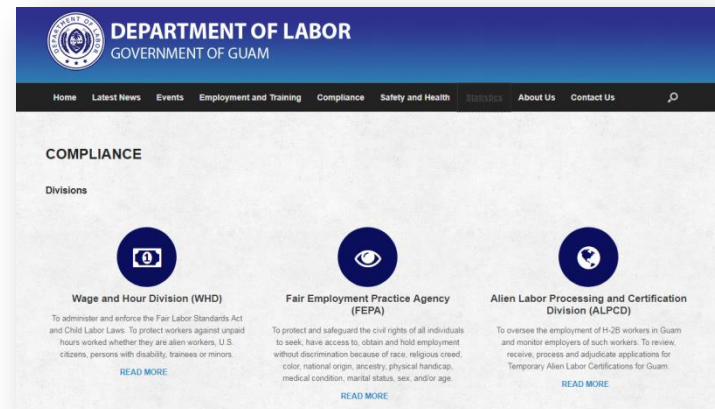 DEPARTMENT OF LABOR
GOVERNMENT OF GUAM
DEPARTMENT OF LABOR
Home Latest News Events Employment and Training Compliance Safety and Health Statistics About Us Contact Us
COMPLIANCE
Divisions
Wage and Hour Division (WHD)
To administer and enforce the Fair Labor Standards Act
and Child Labor Laws. To protect workers against unpaid
hours worked whether they are alien workers, U.S.
citizens, persons with disability, trainees or minors.
READ MORE
Fair Employment Practice Agency
(FEPA)
To protect and safeguard the civil rights of all individuals
to seek, have access to, obtain and hold employment
without discrimination because of race, religious creed,
color, national origin, ancestry, physical handicap,
medical condition, marital status, sex, and/or age.
READ MORE
Alien Labor Processing and Certification
Division (ALPCD)
To oversee the employment of H-2B workers in Guam
and monitor employers of such workers. To review,
receive, process and adjudicate applications for
Temporary Alien Labor Certifications for Guam.
READ MORE